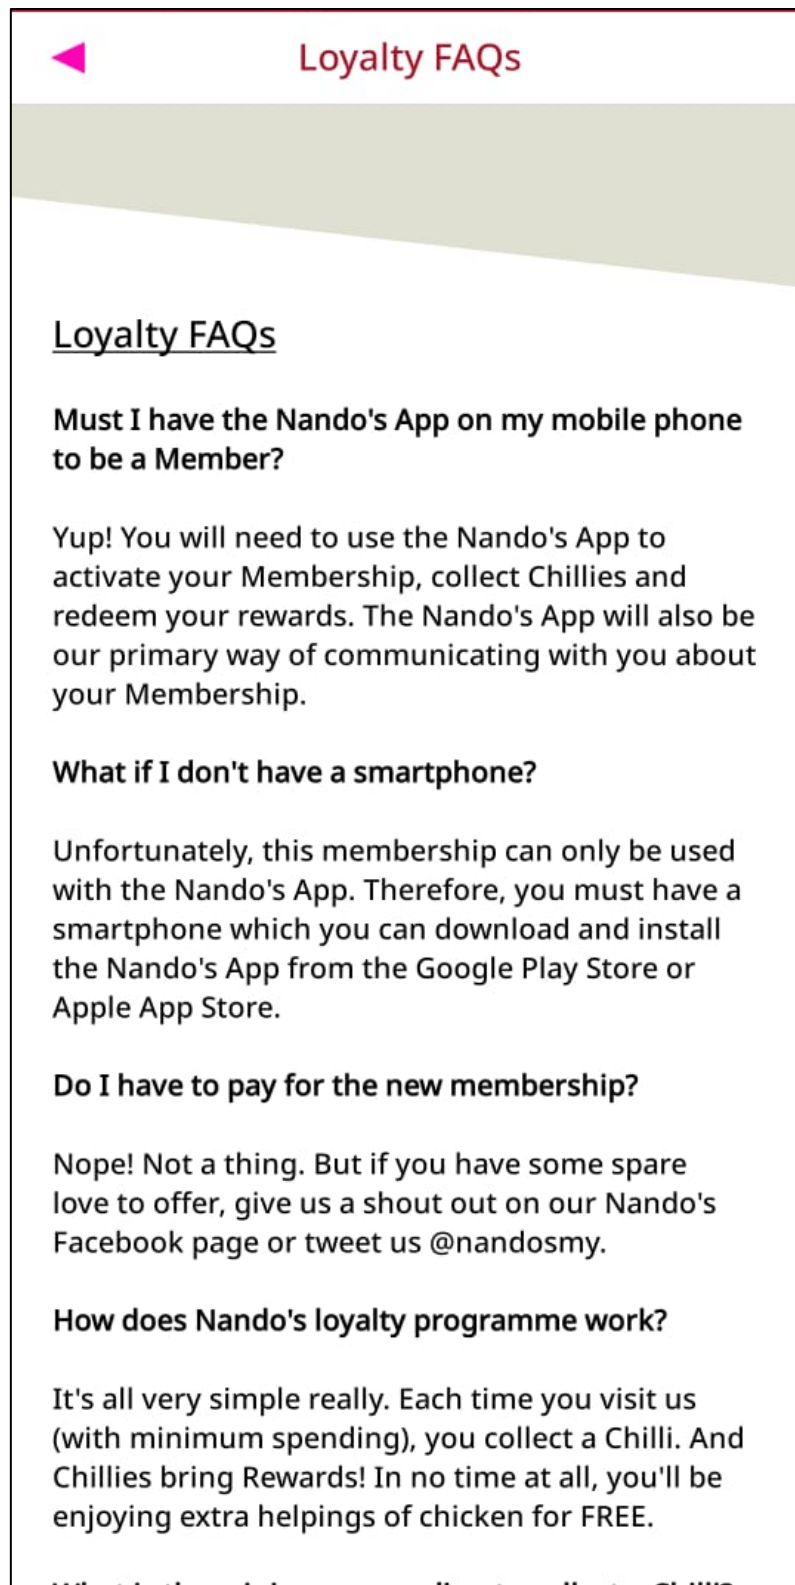 Loyalty FAQs
Loyalty FAQs
Must I have the Nando's App on my mobile phone
to be a Member?
Yup! You will need to use the Nando's App to
activate your Membership, collect Chillies and
redeem your rewards. The Nando's App will also be
our primary way of communicating with you about
your Membership.
What if I don't have a smartphone?
Unfortunately, this membership can only be used
with the Nando's App. Therefore, you must have a
smartphone which you can download and install
the Nando's App from the Google Play Store or
Apple App Store.
Do I have to pay for the new membership?
Nope! Not a thing. But if you have some spare
love to offer, give us a shout out on our Nando's
Facebook page or tweet us @nandosmy.
How does Nando's loyalty programme work?
It's all very simple really. Each time you visit us
(with minimum spending), you collect a Chilli. And
Chillies bring Rewards! In no time at all, you'll be
enjoying extra helpings of chicken for FREE.